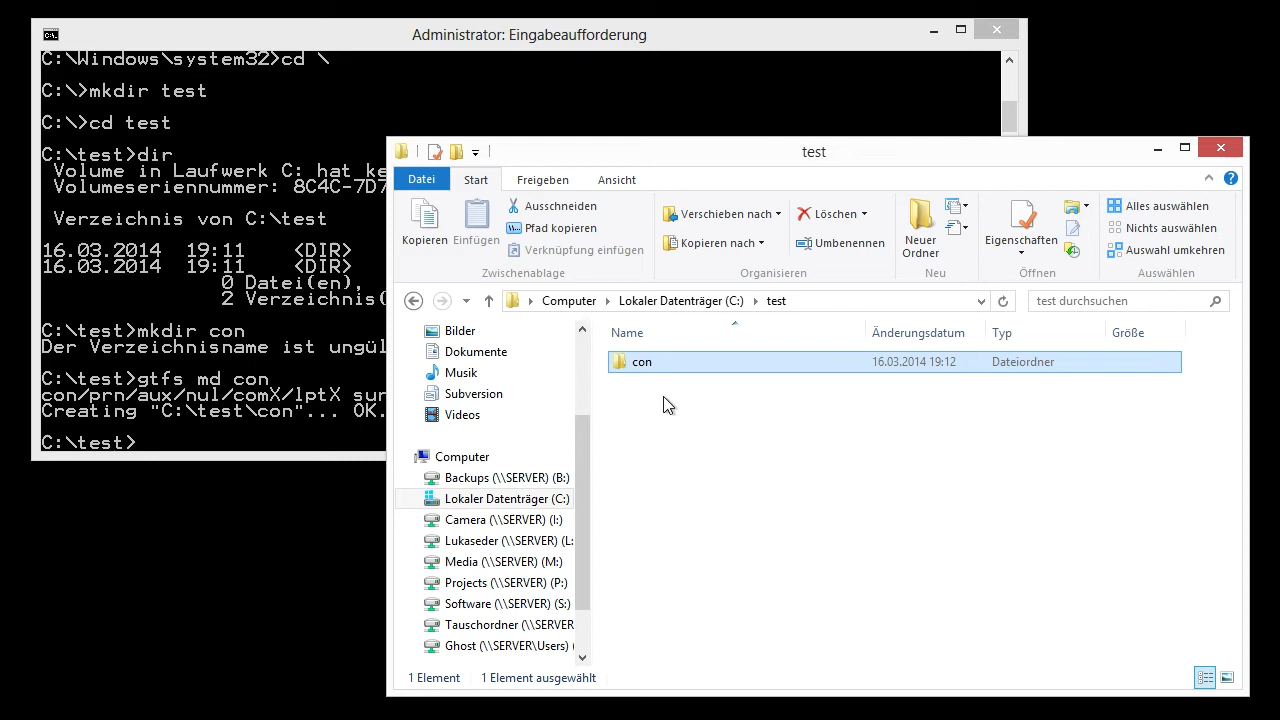 Administrator: Eingabeaufforderung
C:\Windows\system32>cd \
C:\>mkdir test
C:\>cd test
C:\test>dir
Volume in Laufwerk C: hat
Volumeseriennummer: 8C4C-7D7
Verzeichnis von C:\test
16.03.2014 19:11 <DIR>
16.03.2014 19:11 <DIR>
0 Datei(en),
2 Verzeichnis(
C:\test>mkdir con
Der Verzeichnisname ist ungül
C:\test>gtfs md con
con/prn/aux/nul/comX/lptX sur
Creating "C:\test\con"... OK.
C:\test>
test
Datei Start Freigeben Ansicht
Kopieren
Einfügen
Ausschneiden
Pfad kopieren
Verknüpfung einfügen
Zwischenablage
Verschieben nach
Kopieren nach
Löschen
Umbenennen
Organisieren
Neuer
Ordner
Neu
Eigenschaften
Öffnen
Alles auswählen
Nichts auswählen
Auswahl umkehren
Auswählen
Computer Lokaler Datenträger (C:) test
test durchsuchen
Bilder
Dokumente
Musik
Subversion
Videos
Computer
Backups (\\SERVER) (B:)
Lokaler Datenträger (C:)
Camera (\\SERVER) (I:)
Lukaseder (\\SERVER) (L:
Media (\\SERVER) (M:)
Projects (\\SERVER) (P:)
Software (\\SERVER) (S:)
Tauschordner (\\SERVER
Ghost (\\SERVER\Users) (
Name Änderungsdatum Typ Größe
con 16.03.2014 19:12 Dateiordner
1 Element 1 Element ausgewählt